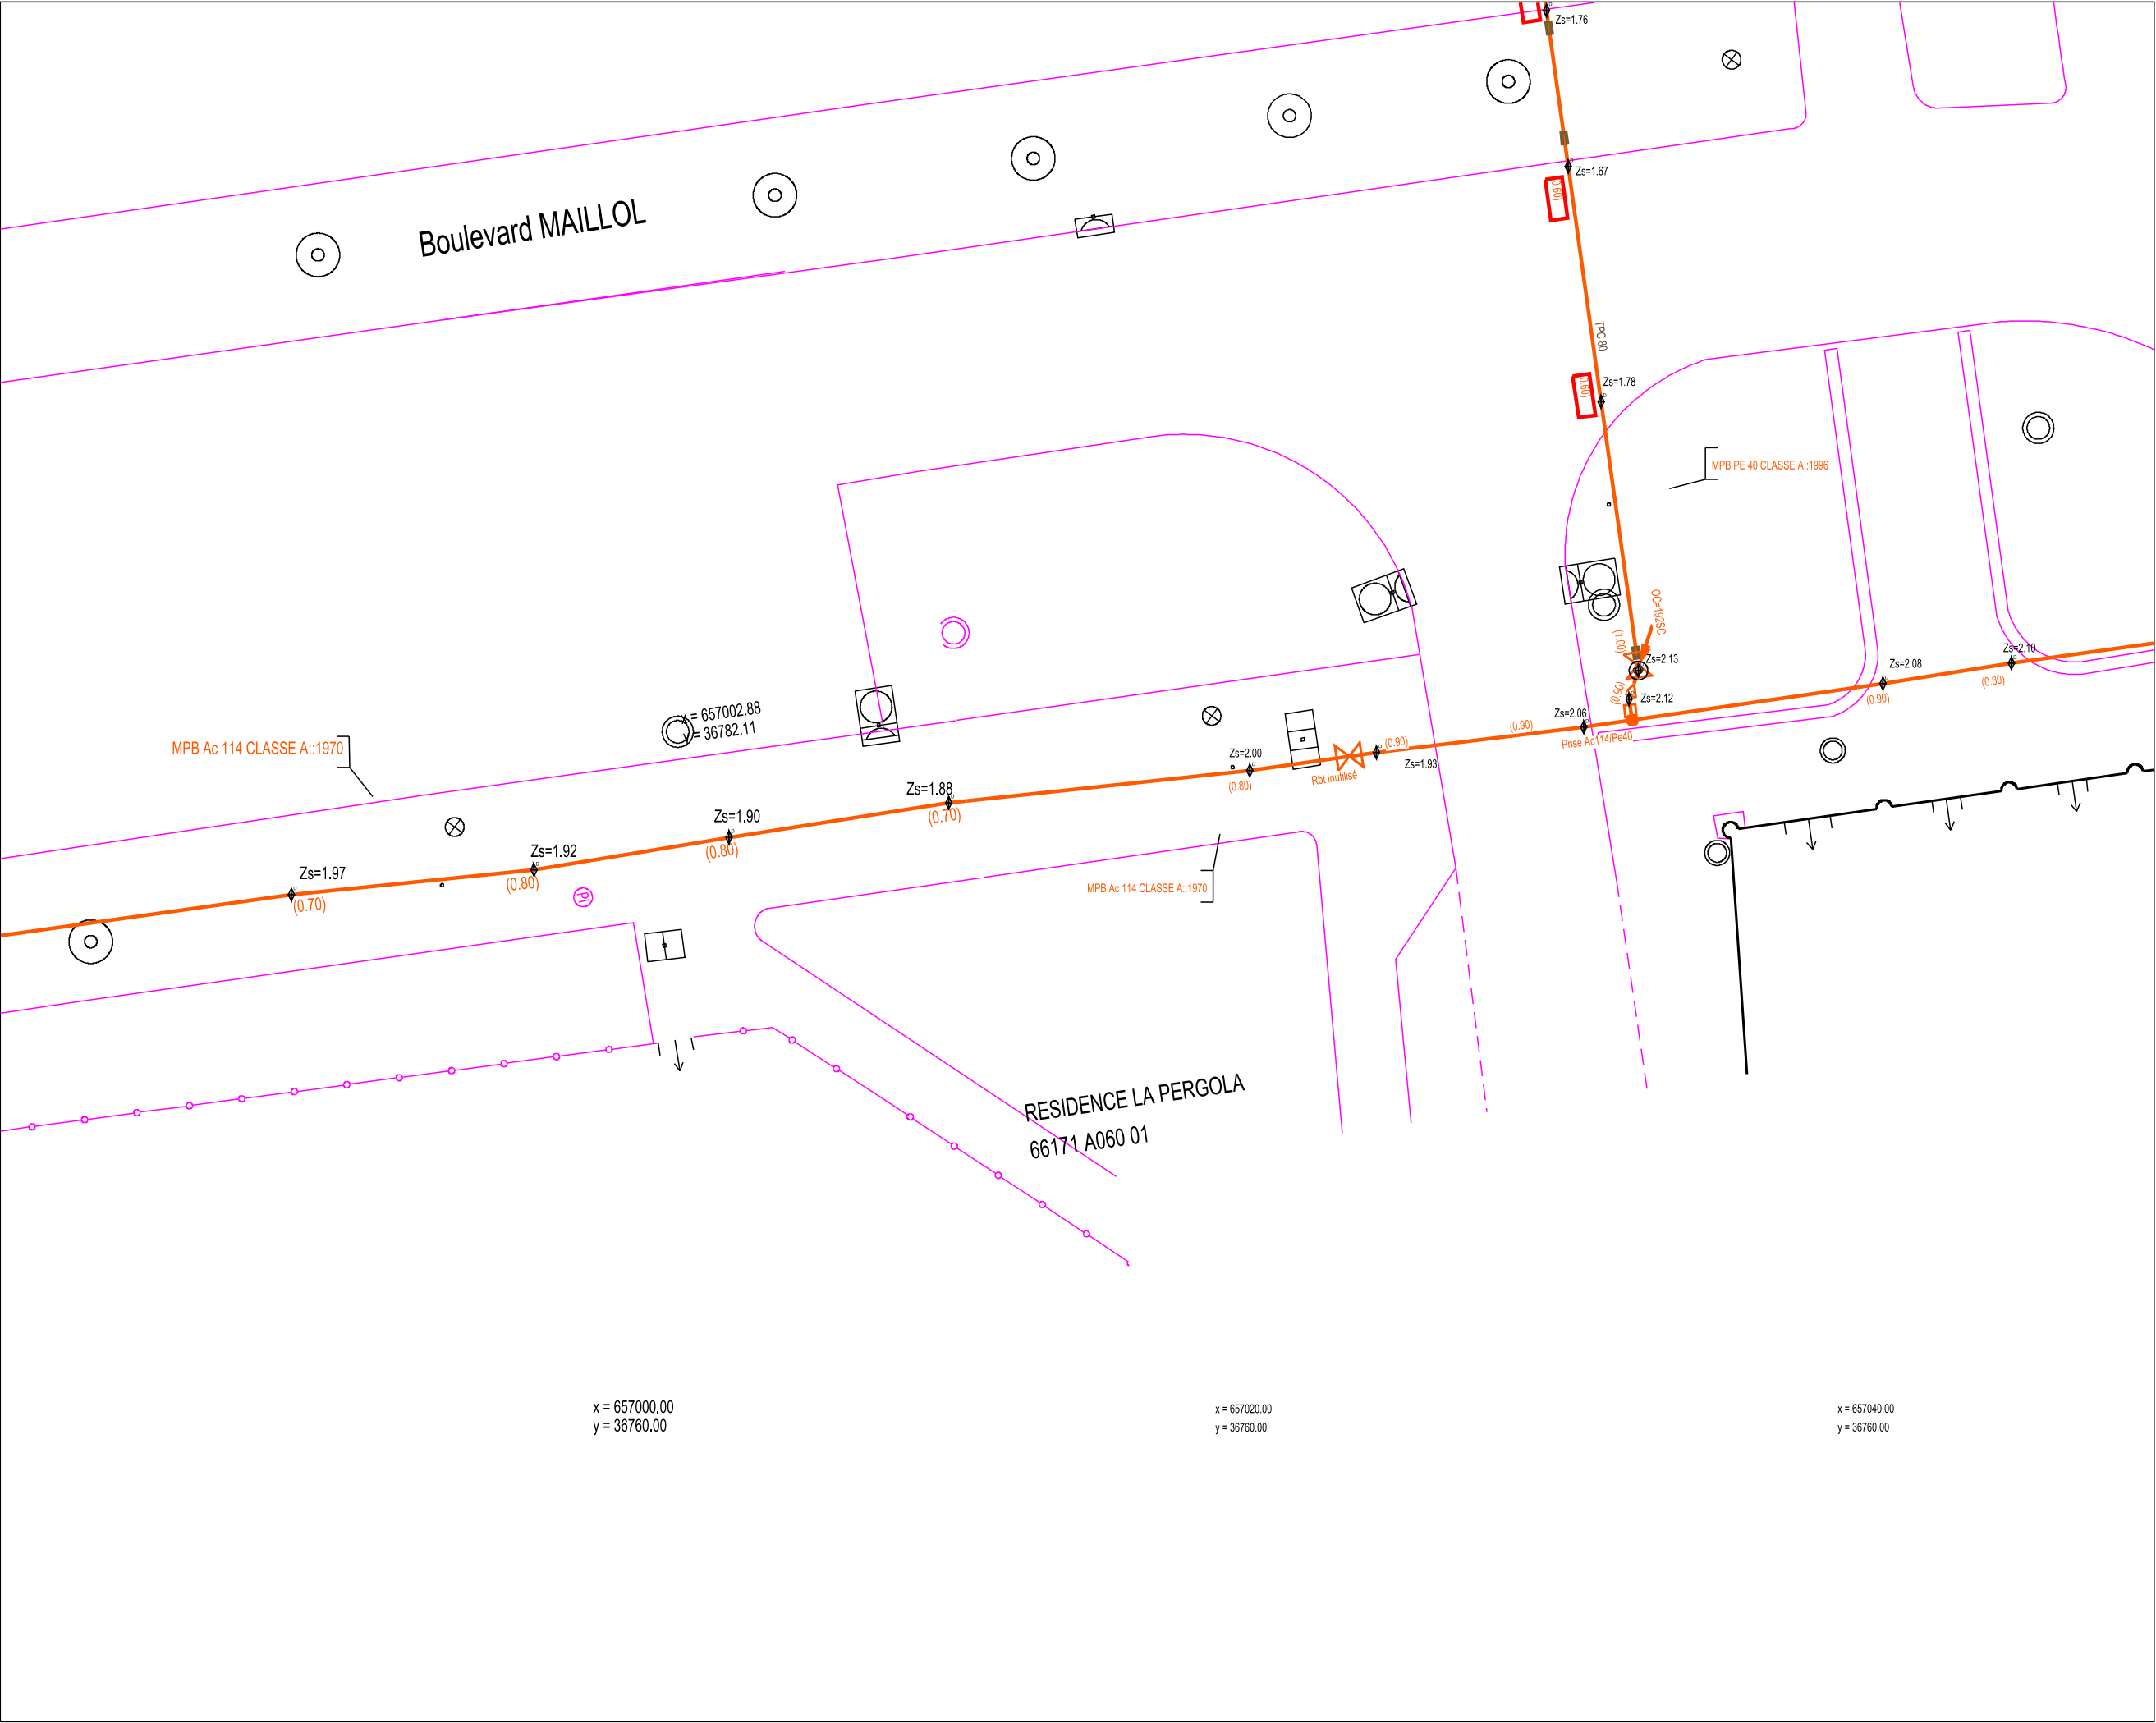 Zs=1.76
Zs=1.67
(0.60)
Boulevard MAILLOL
TPC 80
Zs=1.78
(0.60)
MPB PE 40 CLASSE A::1996
OC=192SC
(1.00)
Zs=2.13
Zs=2.10
Zs=2.08
(0.80)
(0.90)
(0.90)
Zs=2.12
Zs=2.06
(0.90)
Prise Ac114/Pe40
x = 657002.88
y = 36782.11
MPB Ac 114 CLASSE A::1970
Zs=2.00
(0.90)
Zs=1.93
(0.80)
Rbt inutilisé
Zs=1.88
(0.70)
Zs=1.90
(0.80)
Zs=1.92
(0.80)
Zs=1.97
(0.70)
PI
MPB Ac 114 CLASSE A::1970
RESIDENCE LA PERGOLA
66171 A060 01
x = 657000.00
y = 36760.00
x = 657020.00
y = 36760.00
x = 657040.00
y = 36760.00